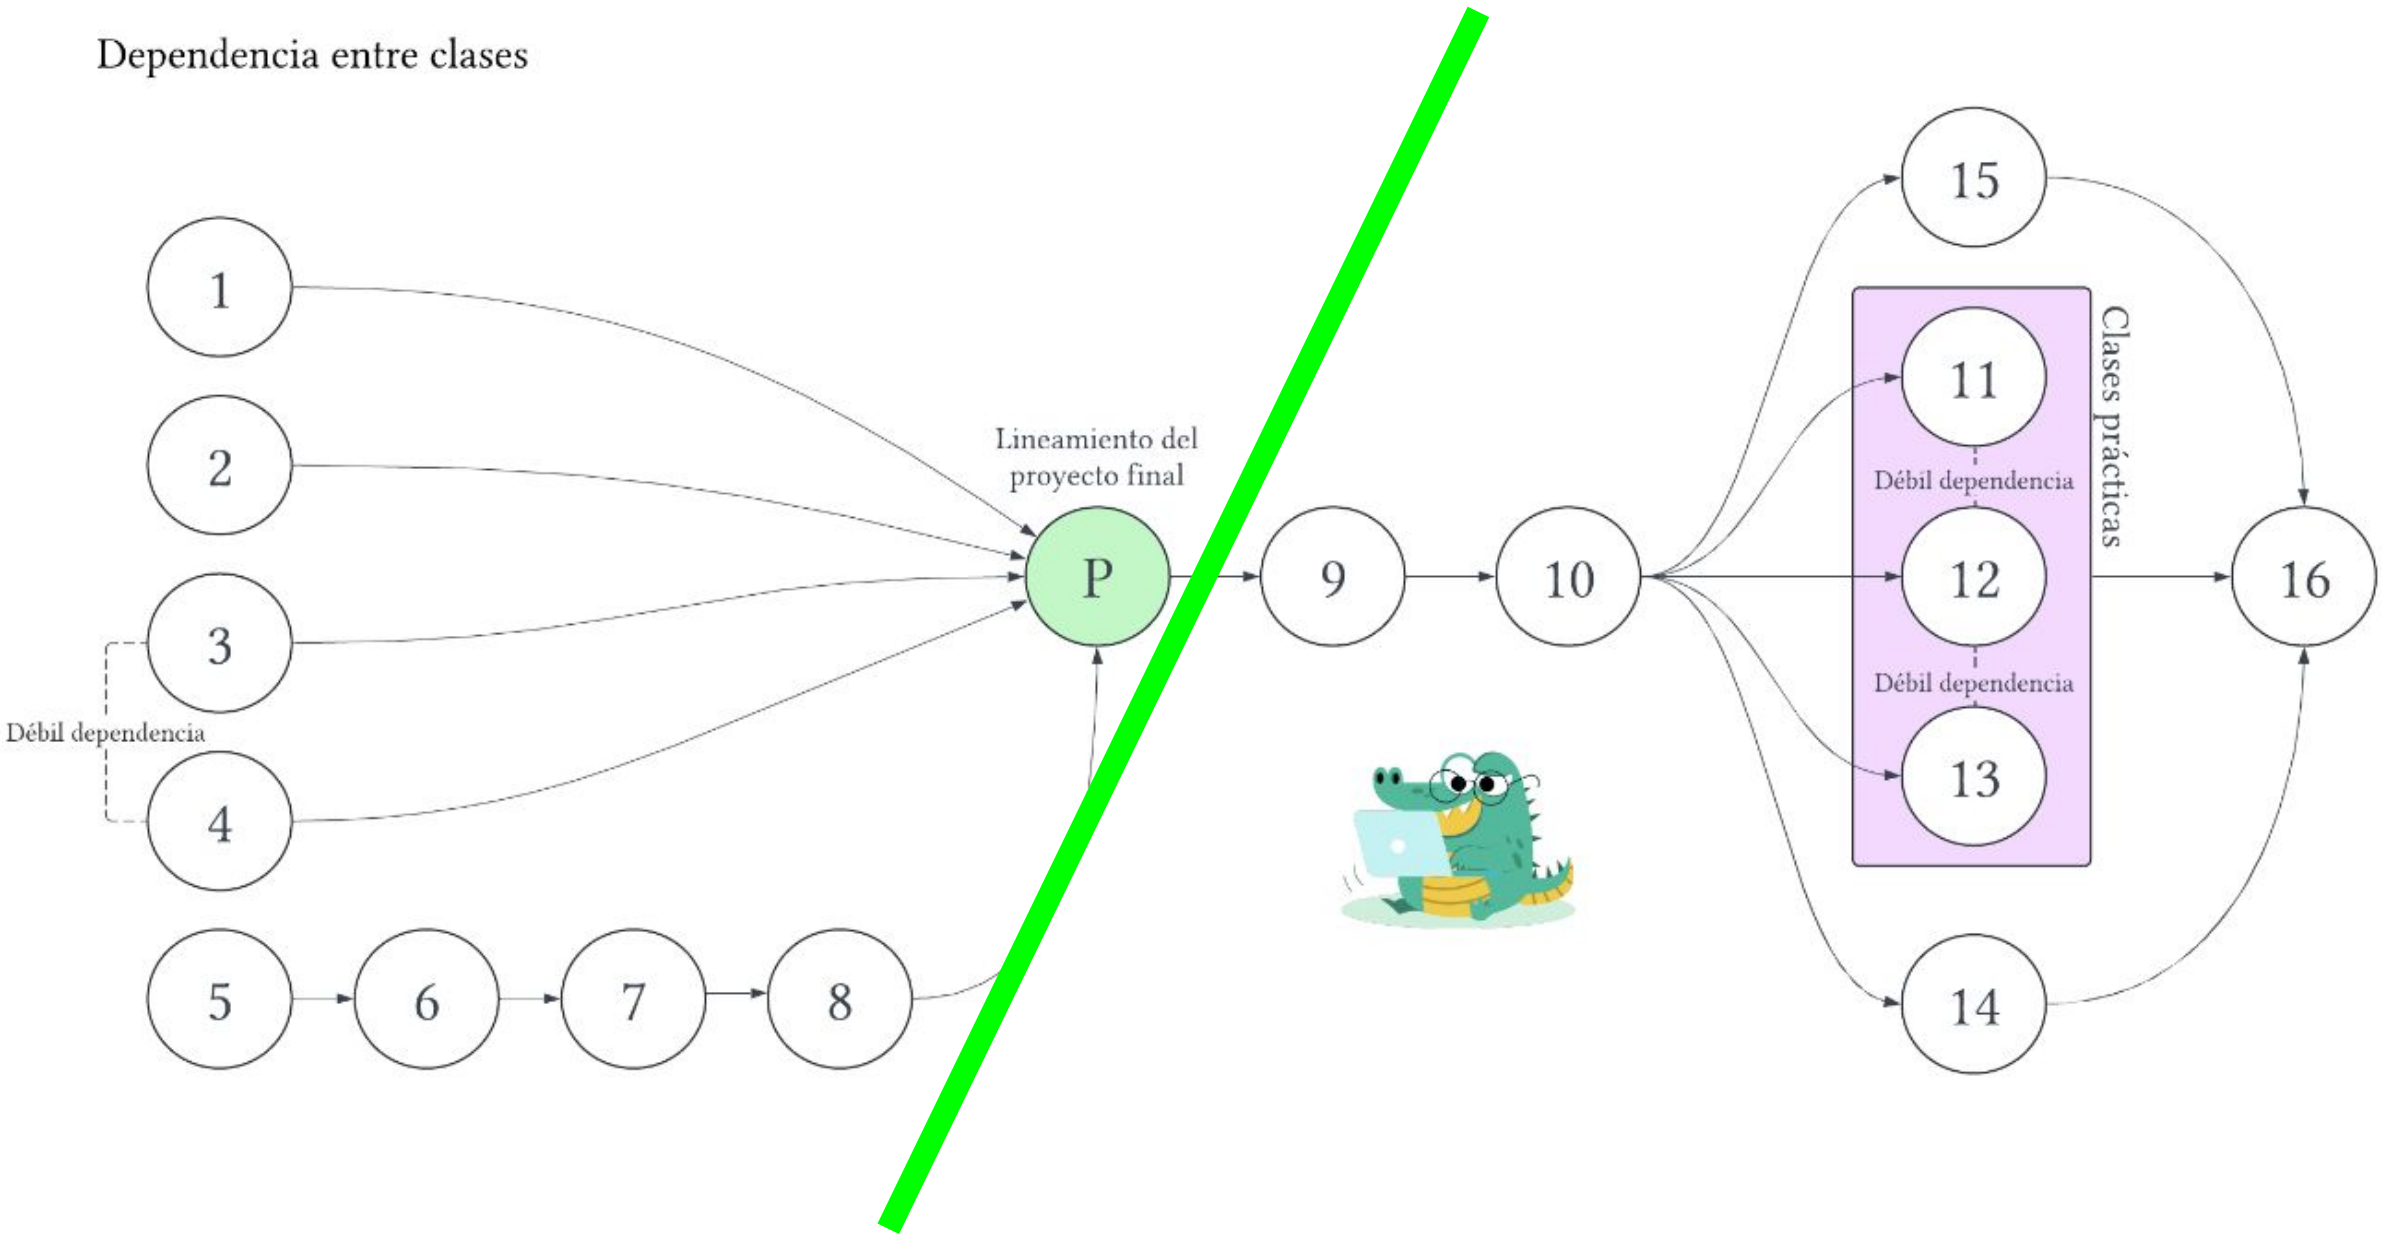 Dependencia entre clases
1
2
3
Débil dependencia
4
5
6
7
8
Lineamiento del
proyecto final
P
9
10
15
11
Débil dependencia
12
Débil dependencia
13
Clases prácticas
14
16